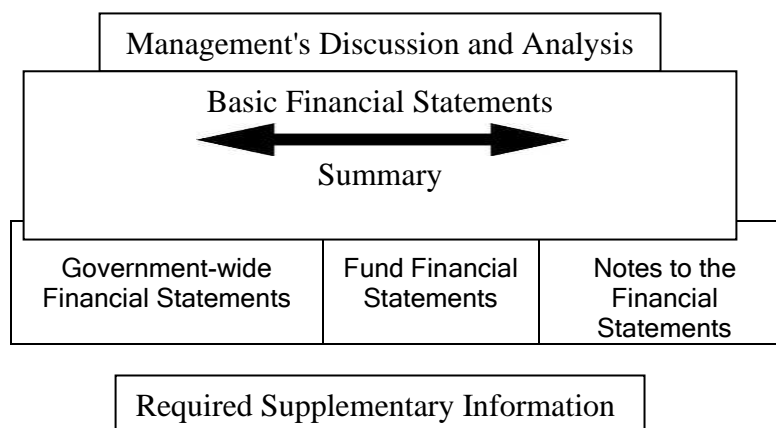 Management's Discussion and Analysis
Basic Financial Statements
Summary
Government-wide
Financial Statements
Fund Financial
Statements
Notes to the
Financial
Statements
Required Supplementary Information